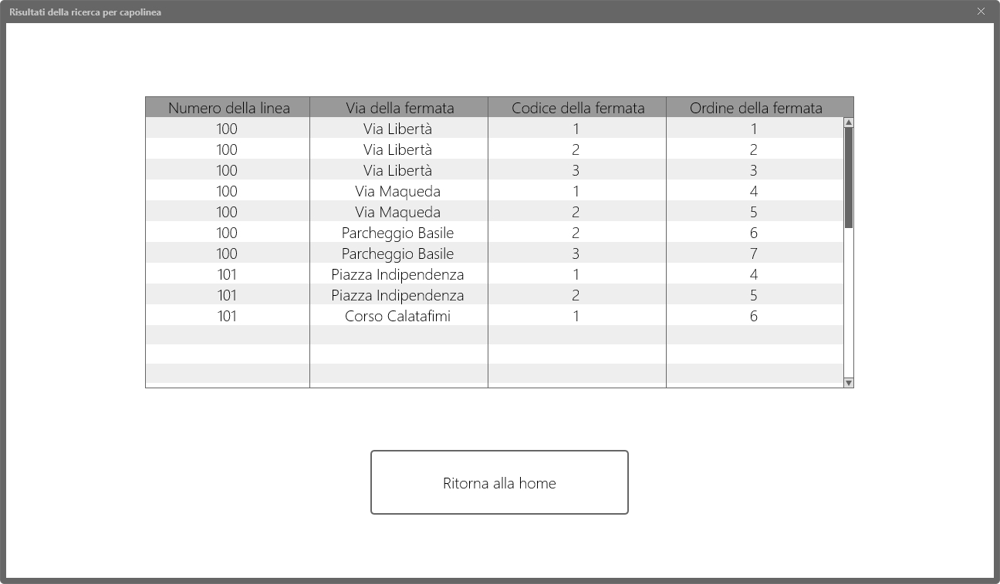 Risultati della ricerca per capolinea
Numero della linea Via della fermata Codice della fermata Ordine della fermata
100 Via Libertà 1 1
100 Via Libertà 2 2
100 Via Libertà 3 3
100 Via Maqueda 1 4
100 Via Maqueda 2 5
100 Parcheggio Basile 2 6
100 Parcheggio Basile 3 7
101 Piazza Indipendenza 1 4
101 Piazza Indipendenza 2 5
101 Corso Calatafimi 1 6
Ritorna alla home